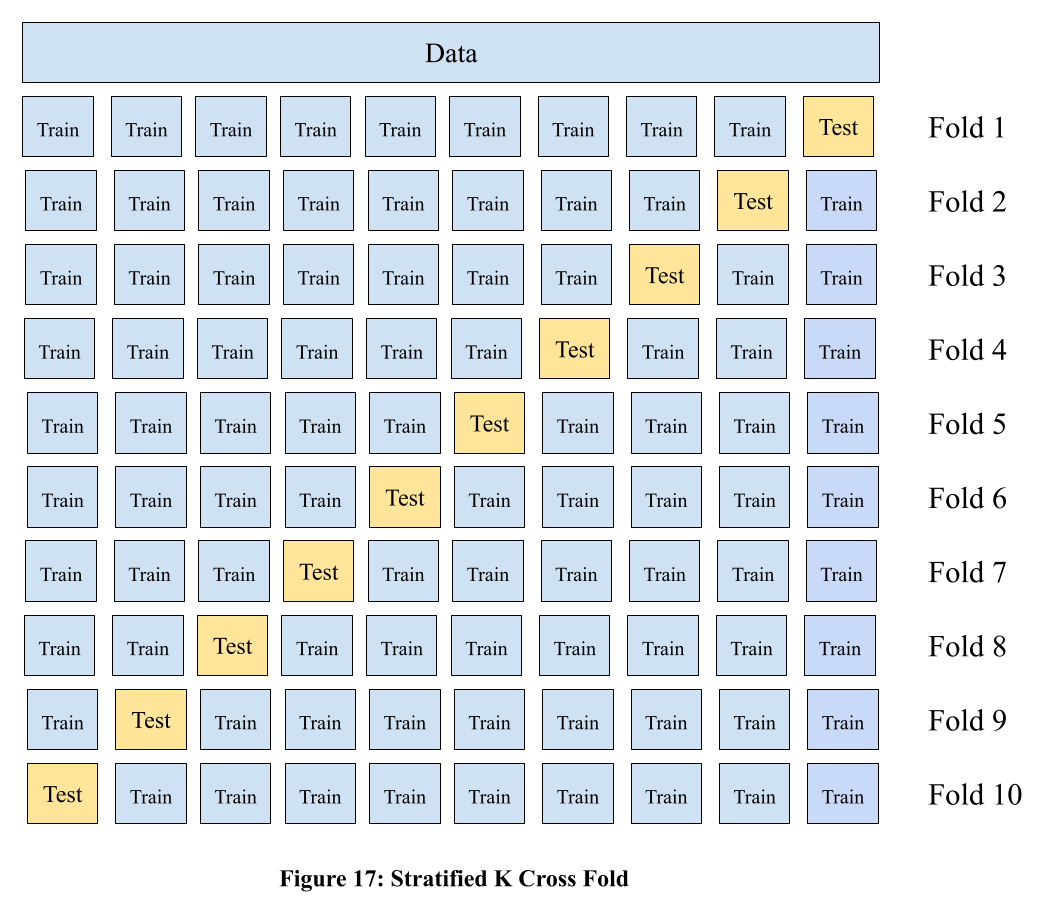 Data
Train Train Train Train Train Train Train Train Train Test Fold 1
Train Train Train Train Train Train Train Train Test Train Fold 2
Train Train Train Train Train Train Train Test Train Train Fold 3
Train Train Train Train Train Train Test Train Train Train Fold 4
Train Train Train Train Train Test Train Train Train Train Fold 5
Train Train Train Train Test Train Train Train Train Train Fold 6
Train Train Train Test Train Train Train Train Train Train Fold 7
Train Train Test Train Train Train Train Train Train Train Fold 8
Train Test Train Train Train Train Train Train Train Train Fold 9
Test Train Train Train Train Train Train Train Train Train Fold 10
Figure 17: Stratified K Cross Fold